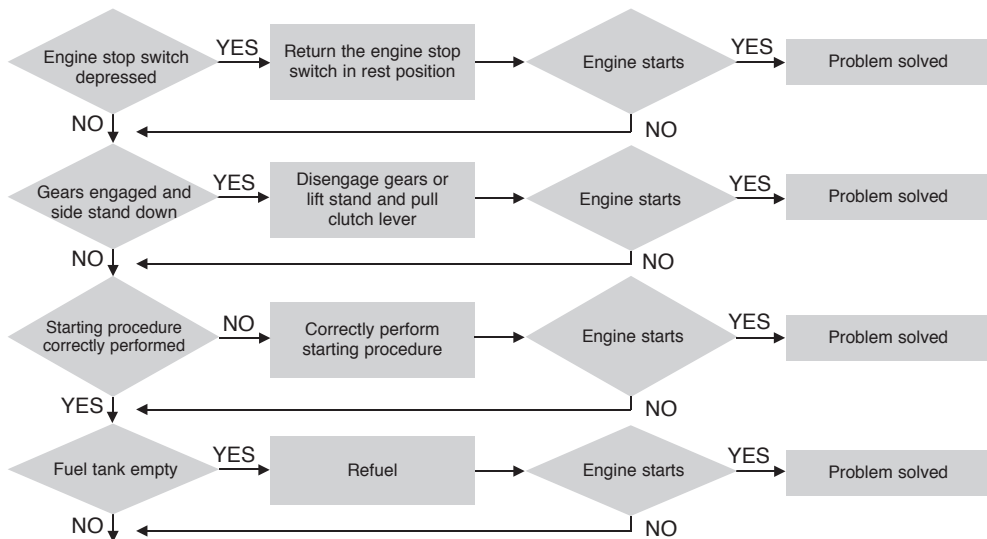 Engine stop switch
depressed
YES
Return the engine stop
switch in rest position
Engine starts
YES
Problem solved
NO
NO
Gears engaged and
side stand down
YES
Disengage gears or
lift stand and pull
clutch lever
Engine starts
YES
Problem solved
NO
NO
Starting procedure
correctly performed
NO
Correctly perform
starting procedure
Engine starts
YES
Problem solved
YES
NO
Fuel tank empty
YES
Refuel
Engine starts
YES
Problem solved
NO
NO